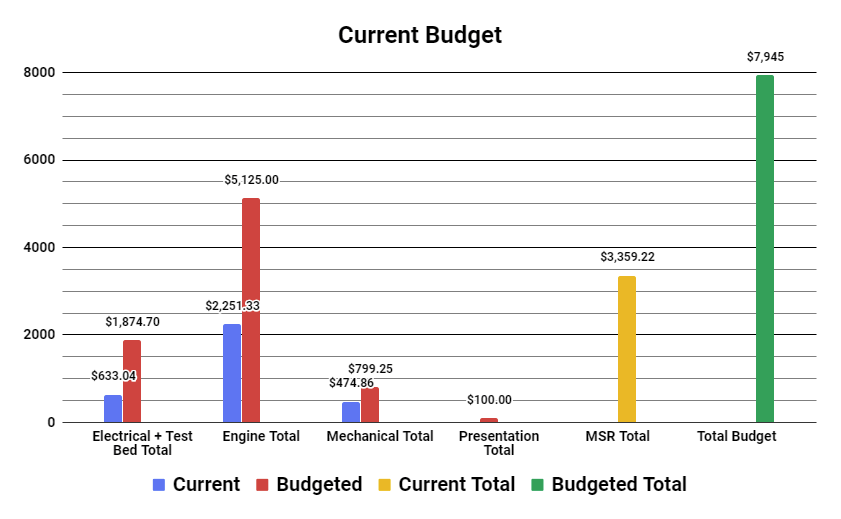 Current Budget
$7,945
8000
6000
$5,125.00
4000
$3,359.22
$2,251.33
2000
$1,874.70
$799.25
$633.04
$474.86
$100.00
0
Electrical + Test
Bed Total
Engine Total
Mechanical Total
Presentation
Total
MSR Total
Total Budget
Current
Budgeted
Current Total
Budgeted Total